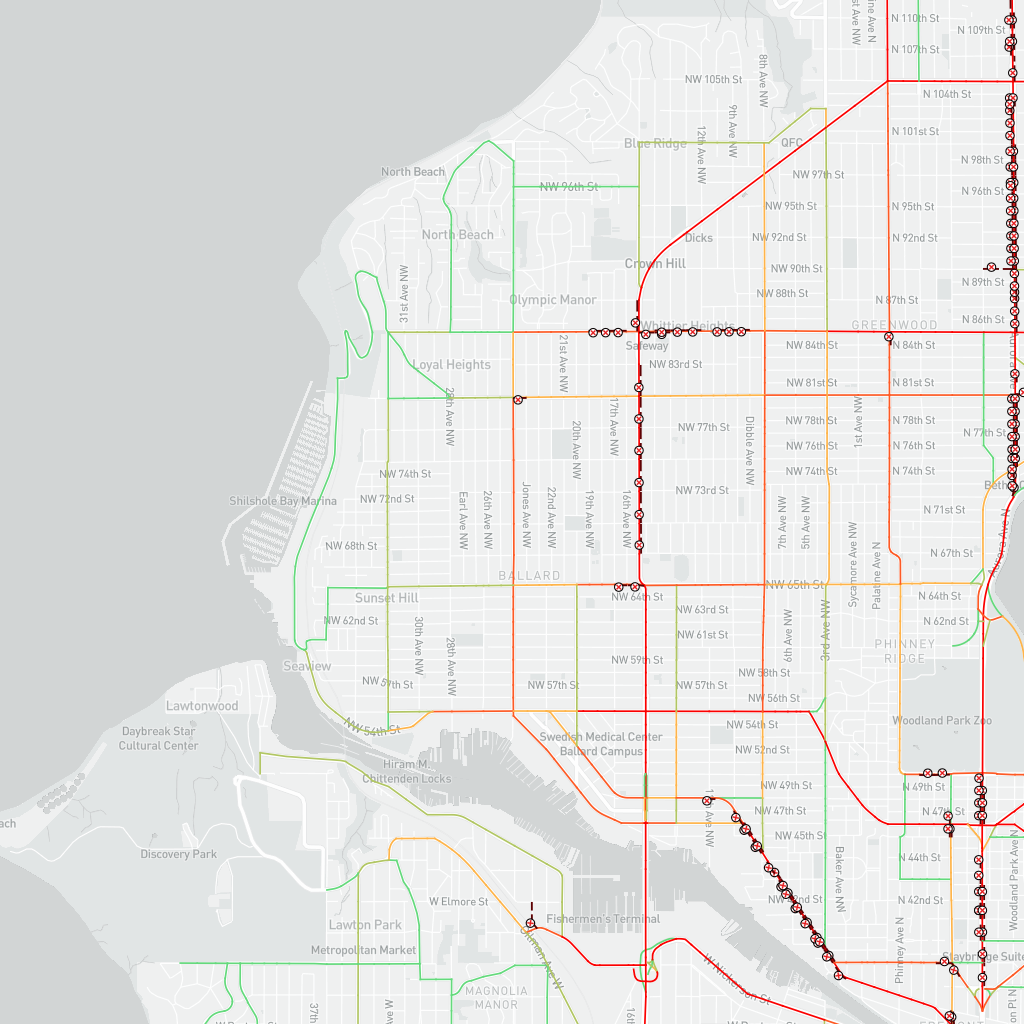 N 110th St
N 109th St
N 107th St
8th Ave NW
NW 105th St
N 104th St
9th Ave NW
12th Ave NW
N 101st St
Blue Ridge
QFC
N 98th St
North Beach
NW 97th St
NW 96th St
N 96th St
NW 95th St
N 95th St
North Beach
Dicks
NW 92nd St
N 92nd St
Crown Hill
NW 90th St
31st Ave NW
N 89th St
NW 88th St
Olympic Manor
N 87th St
N 86th St
Whittier Heights
GREENWOOD
Safeway
NW 84th St
N 84th St
21st Ave NW
Loyal Heights
NW 83rd St
NW 81st St
N 81st St
28th Ave NW
17th Ave NW
1st Ave NW
20th Ave NW
NW 77th St
Dibble Ave NW
NW 78th St
N 78th St
N 77th St
NW 76th St
N 76th St
NW 74th St
NW 74th St
N 74th St
Shilshole Bay Marina
NW 72nd St
NW 73rd St
Earl Ave NW
26th Ave NW
Jones Ave NW
22nd Ave NW
19th Ave NW
16th Ave NW
7th Ave NW
5th Ave NW
N 71st St
Aurora Ave N
NW 68th St
Sycamore Ave NW
Palatine Ave N
N 67th St
BALLARD
NW 65th St
Sunset Hill
NW 64th St
N 64th St
NW 63rd St
NW 62nd St
N 62nd St
30th Ave NW
28th Ave NW
NW 61st St
6th Ave NW
3rd Ave NW
PHINNEY
RIDGE
Seaview
NW 59th St
NW 58th St
NW 57th St
NW 57th St
NW 57th St
NW 56th St
Lawtonwood
NW 54th St
NW 54th St
Woodland Park Zoo
Daybreak Star
Cultural Center
Swedish Medical Center
Ballard Campus
NW 52nd St
Hiram M.
Chittenden Locks
NW 49th St
N 49th St
NW 47th St
N 47th St
NW 45th St
Discovery Park
N 44th St
Baker Ave NW
Woodland Park Ave N
W Elmore St
N 42nd St
Lawton Park
Fishermen's Terminal
Phinney Ave N
Metropolitan Market
Gilman Ave W
W Nickerson St
MAGNOLIA
MANOR